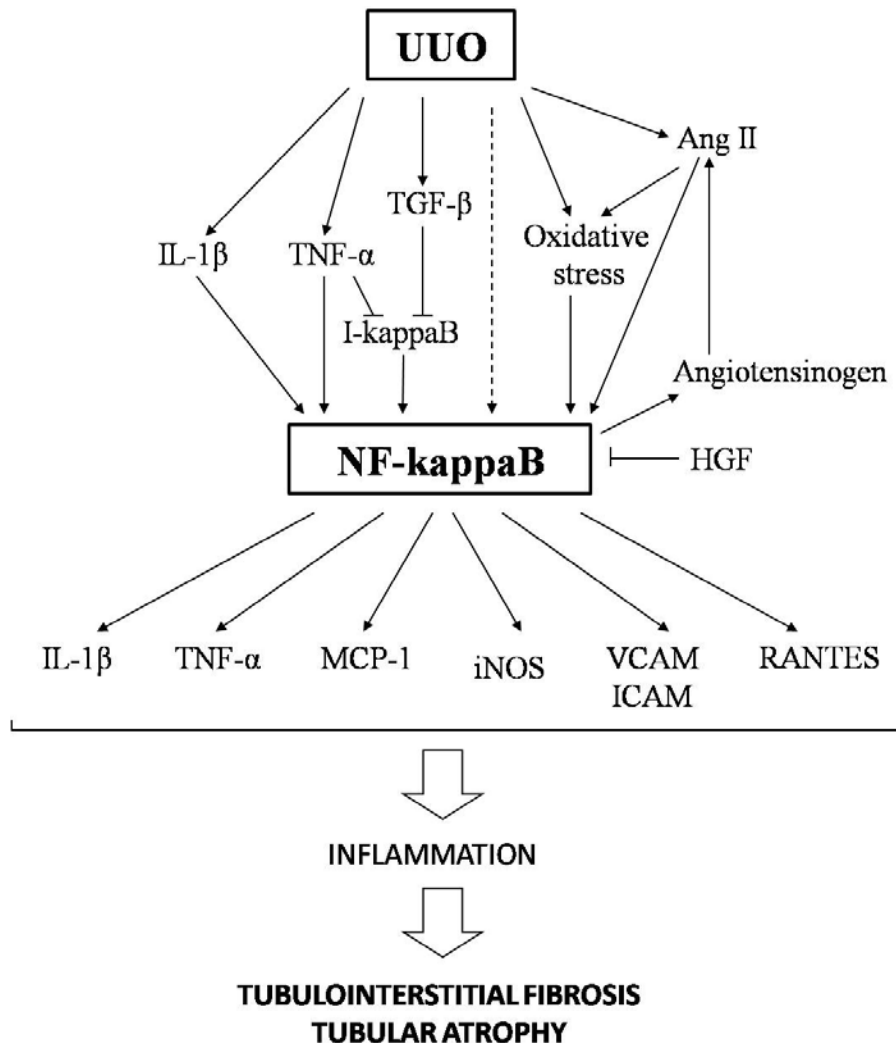 UUO
Ang II
TGF-β
IL-1β
TNF-α
Oxidative
stress
I-kappaB
Angiotensinogen
NF-kappaB
HGF
IL-1β
TNF-α
MCP-1
iNOS
VCAM
ICAM
RANTES
INFLAMMATION
TUBULOINTERSTITIAL FIBROSIS
TUBULAR ATROPHY